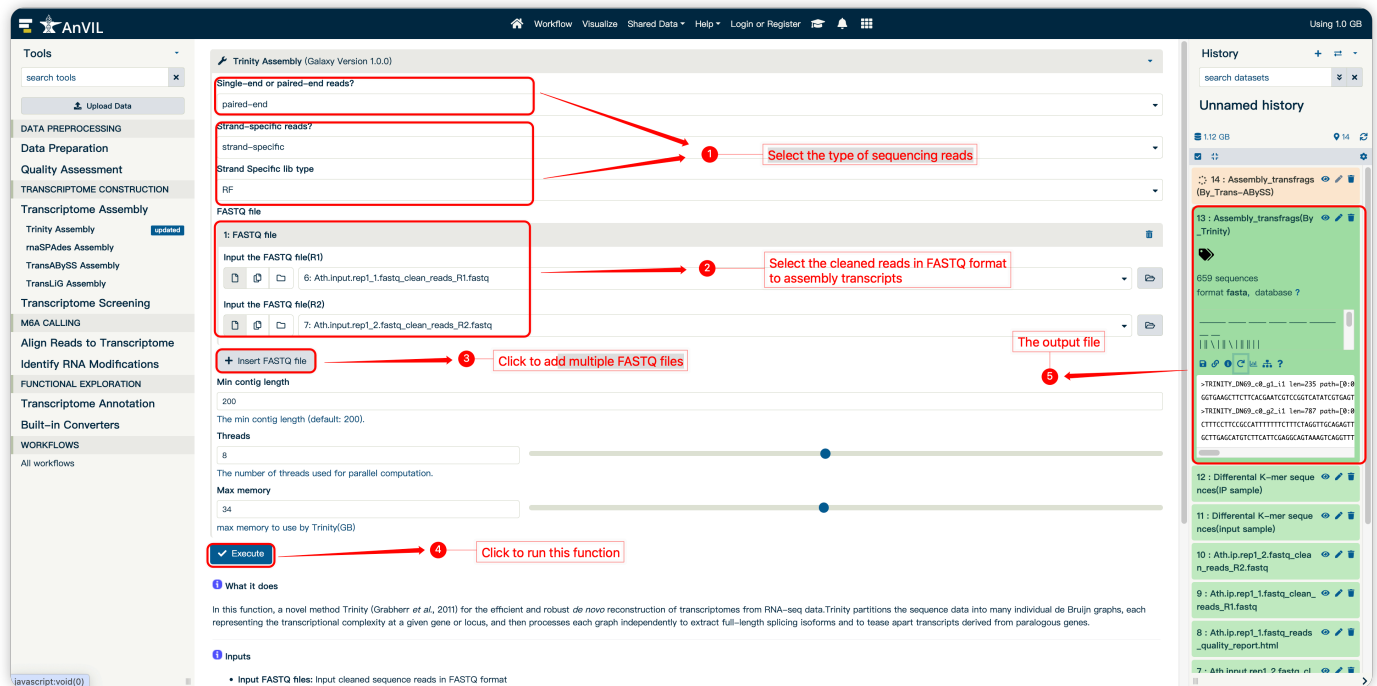 AnVIL
Workflow Visualize Shared Data Help Login or Register
Using 1.0 GB
Tools
search tools
Upload Data
DATA PREPROCESSING
Data Preparation
Quality Assessment
TRANSCRIPTOME CONSTRUCTION
Transcriptome Assembly
Trinity Assembly updated
rnaSPAdes Assembly
TransABySS Assembly
TransLiG Assembly
Transcriptome Screening
M6A CALLING
Align Reads to Transcriptome
Identify RNA Modifications
FUNCTIONAL EXPLORATION
Transcriptome Annotation
Built-in Converters
WORKFLOWS
All workflows
javascript:void(0)
Trinity Assembly (Galaxy Version 1.0.0)
Single-end or paired-end reads?
paired-end
Strand-specific reads?
strand-specific
Strand Specific lib type
RF
1 Select the type of sequencing reads
FASTQ file
1: FASTQ file
Input the FASTQ file(R1)
6: Ath.input.rep1_1.fastq_clean_reads_R1.fastq
2 Select the cleaned reads in FASTQ format
to assembly transcripts
Input the FASTQ file(R2)
7: Ath.input.rep1_2.fastq_clean_reads_R2.fastq
+ Insert FASTQ file
3 Click to add multiple FASTQ files
Min contig length
200
The min contig length (default: 200).
Threads
8
The number of threads used for parallel computation.
Max memory
34
max memory to use by Trinity(GB)
Execute
4 Click to run this function
What it does
In this function, a novel method Trinity (Grabherr et al., 2011) for the efficient and robust de novo reconstruction of transcriptomes from RNA-seq data.Trinity partitions the sequence data into many individual de Bruijn graphs, each
representing the transcriptional complexity at a given gene or locus, and then processes each graph independently to extract full-length splicing isoforms and to tease apart transcripts derived from paralogous genes.
Inputs
• Input FASTQ files: Input cleaned sequence reads in FASTQ format
The output file
5
History
search datasets
Unnamed history
1.12 GB
14
14 : Assembly_transfrags
(By_Trans-ABySS)
13 : Assembly_transfrags(By
_Trinity)
659 sequences
format fasta, database ?
>TRINITY_DN69_c0_g1_i1 len=235 path=[0:0
GGTGAAGCTTCTTCACGAATCGTCCGGTCATATCGTGAGT
>TRINITY_DN69_c0_g2_i1 len=787 path=[0:0
CTTTCCTTCCGCCATTTTTTTCTTTCTAGGTTGCAGAGTT
GCTTGAGCATGTCTTCATTCGAGGCAGTAAAGTCAGGTTT
12 : Differential K-mer seque
nces(IP sample)
11 : Differential K-mer seque
nces(input sample)
10 : Ath.ip.rep1_2.fastq_clea
n_reads_R2.fastq
9 : Ath.ip.rep1_1.fastq_clean_
reads_R1.fastq
8 : Ath.ip.rep1_1.fastq_reads
_quality_report.html
7 : Ath.input.rep1_2.fastq_cl